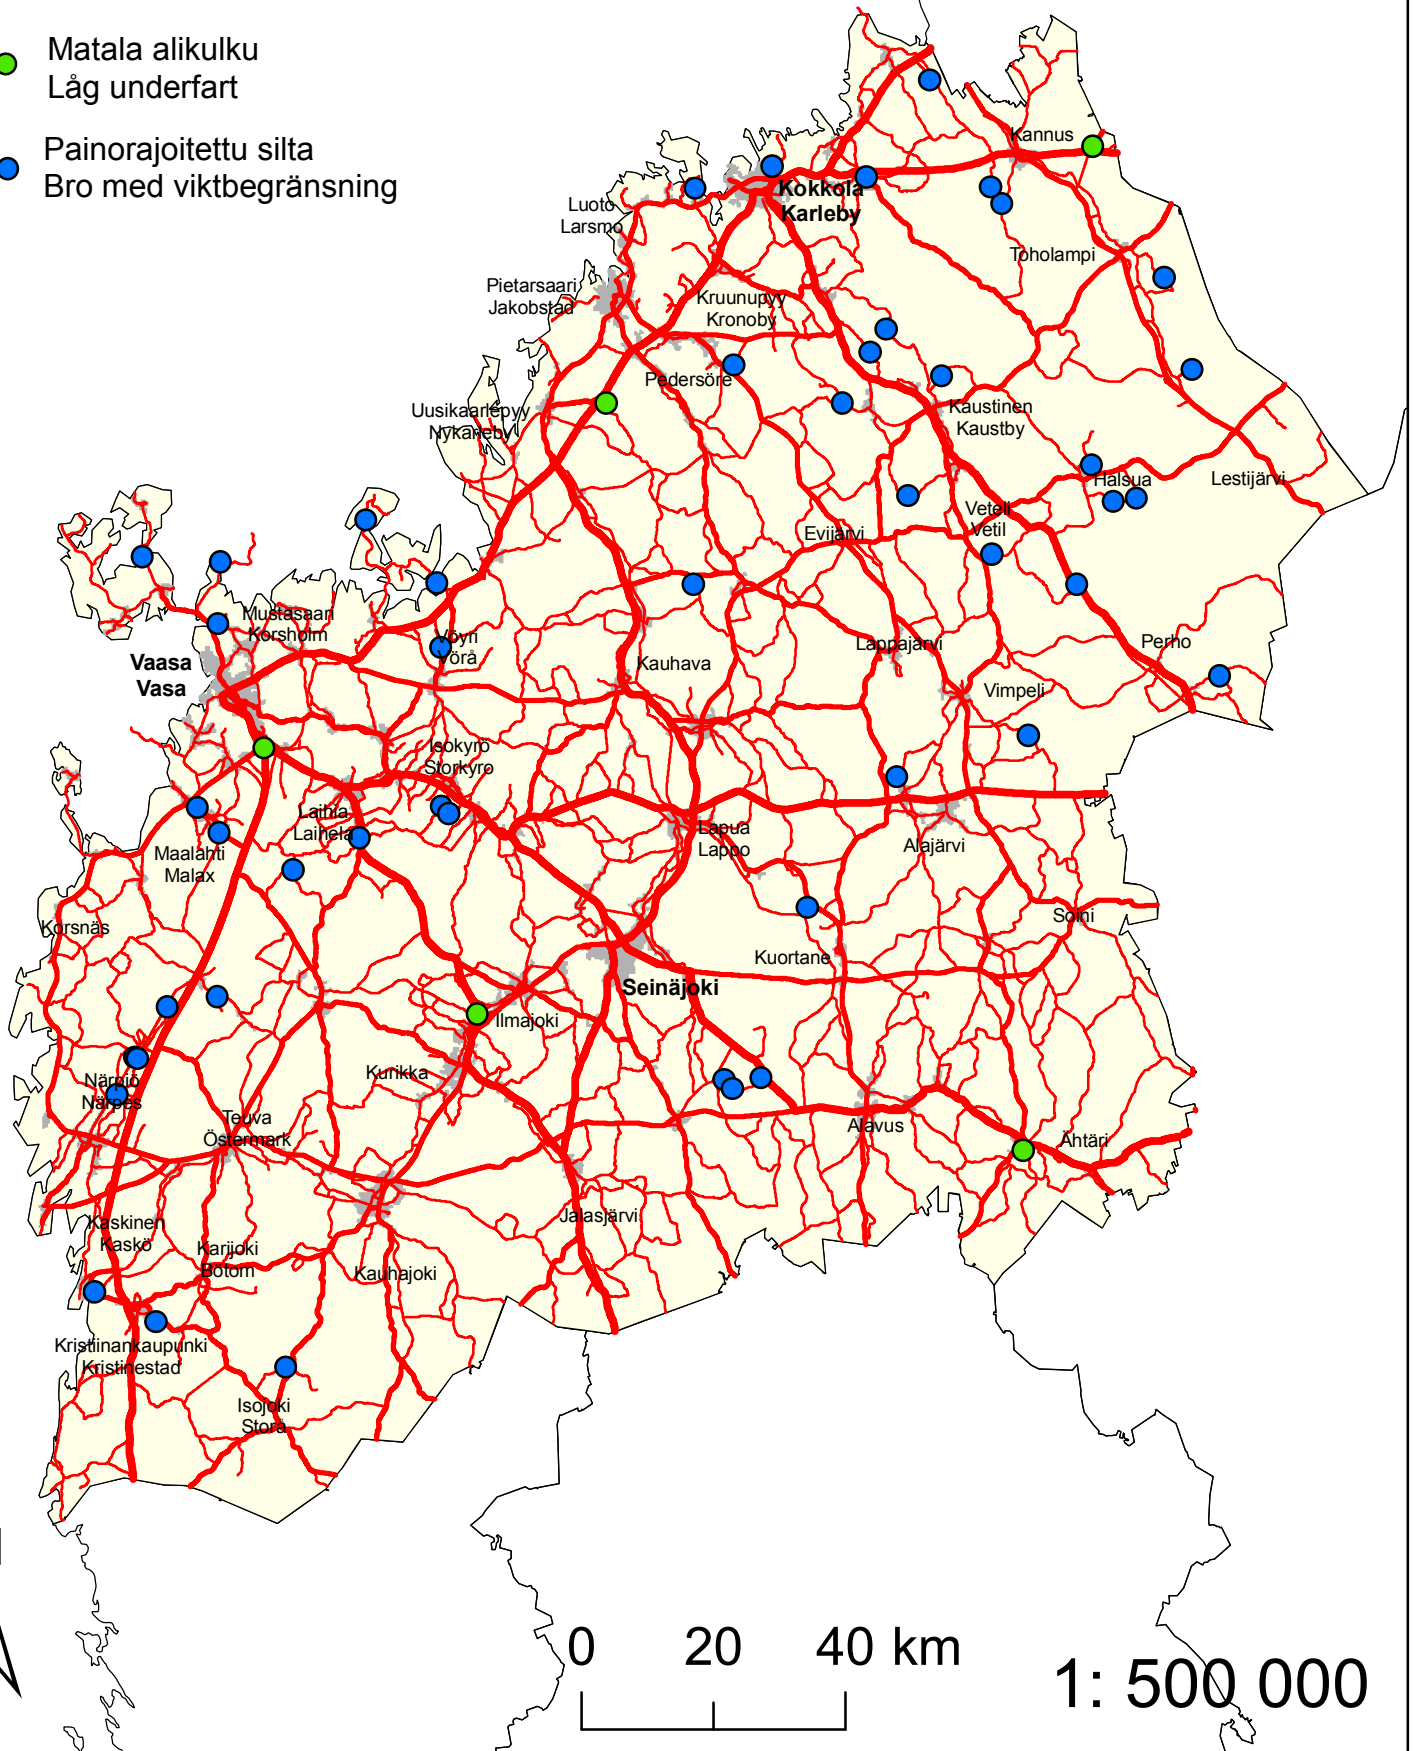 Matala alikulku
Låg underfart
Painorajoitettu silta
Bro med viktbegränsning
Kannus
Kokkola
Karleby
Luoto
Larsmo
Toholampi
Pietarsaari
Jakobstad
Kruunupyy
Kronoby
Pedersöre
Uusikaarlepyy
Nykarleby
Kaustinen
Kaustby
Halsua
Lestijärvi
Veteli
Vetil
Evijärvi
Mustasaari
Korsholm
Vöyri
Vörå
Vaasa
Vasa
Kauhava
Lappajärvi
Perho
Vimpeli
Isokyrö
Storkyro
Laihia
Laihela
Lapua
Lappo
Alajärvi
Maalahti
Malax
Korsnäs
Soini
Kuortane
Seinäjoki
Ilmajoki
Kurikka
Närpiö
Närpes
Teuva
Östermark
Alavus
Ähtäri
Kaskinen
Kaskö
Jalasjärvi
Karijoki
Bötom
Kauhajoki
Kristiinankaupunki
Kristinestad
Isojoki
Storå
0 20 40 km
1: 500 000